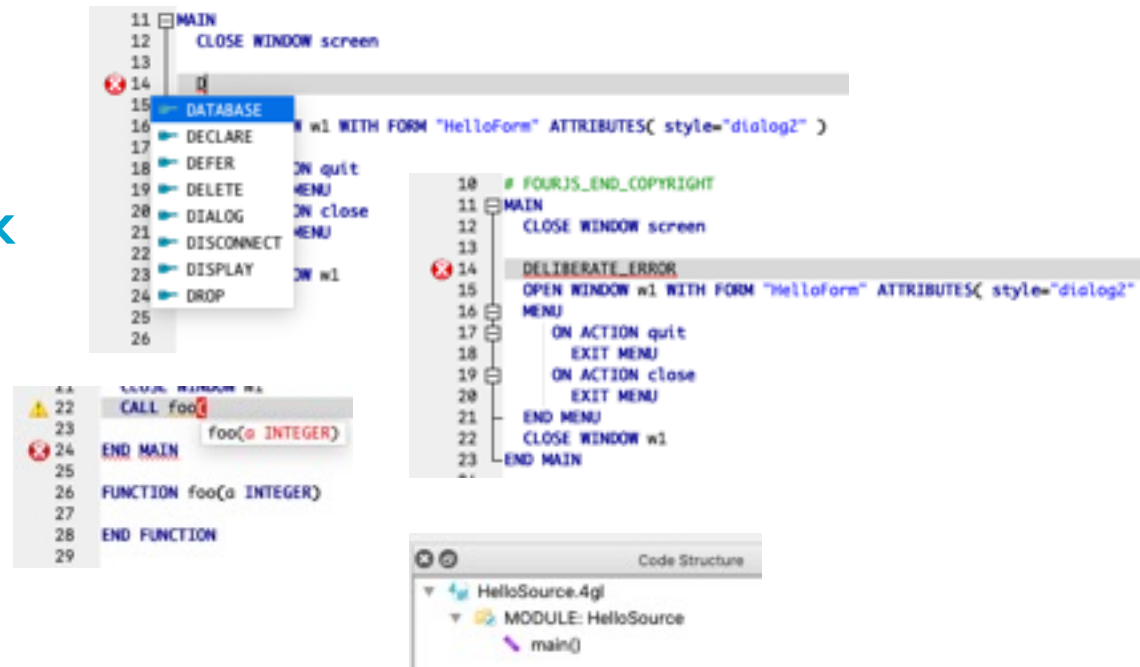 11 MAIN
12 CLOSE WINDOW screen
13
14 D
15 DATABASE
16 w1 WITH FORM "HelloForm" ATTRIBUTES( style="dialog2" )
DECLARE
17
18 DEFER ON quit
19 DELETE MENU
20 DIALOG ON close
21 MENU
22 DISCONNECT
23 DISPLAY OW w1
24 DROP
25
26
10 # FOURJS_END_COPYRIGHT
11 MAIN
12 CLOSE WINDOW screen
13
14 DELIBERATE_ERROR
15 OPEN WINDOW w1 WITH FORM "HelloForm" ATTRIBUTES( style="dialog2"
16 MENU
17 ON ACTION quit
18 EXIT MENU
19 ON ACTION close
20 EXIT MENU
21 END MENU
22 CLOSE WINDOW w1
23 END MAIN
21 CLOSE WINDOW w1
22 CALL foo(
23 foo(a INTEGER)
24 END MAIN
25
26 FUNCTION foo(a INTEGER)
27
28 END FUNCTION
29
Code Structure
HelloSource.4gl
MODULE: HelloSource
main()
k